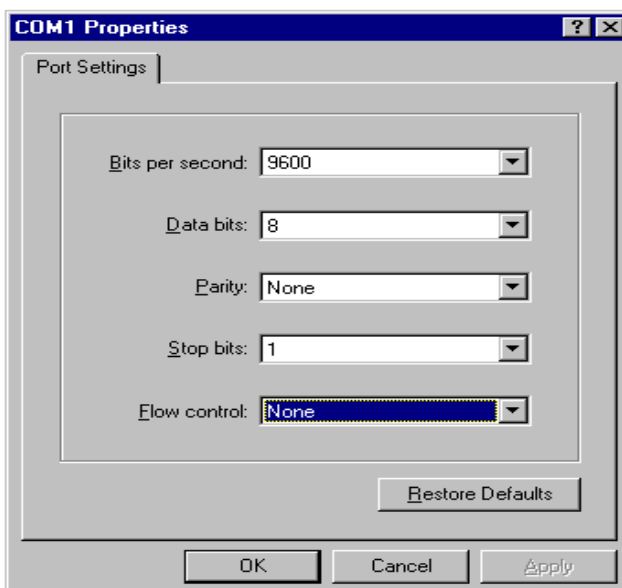 COM1 Properties
Port Settings
Bits per second: 9600
Data bits: 8
Parity: None
Stop bits: 1
Flow control: None
Restore Defaults
OK Cancel Apply